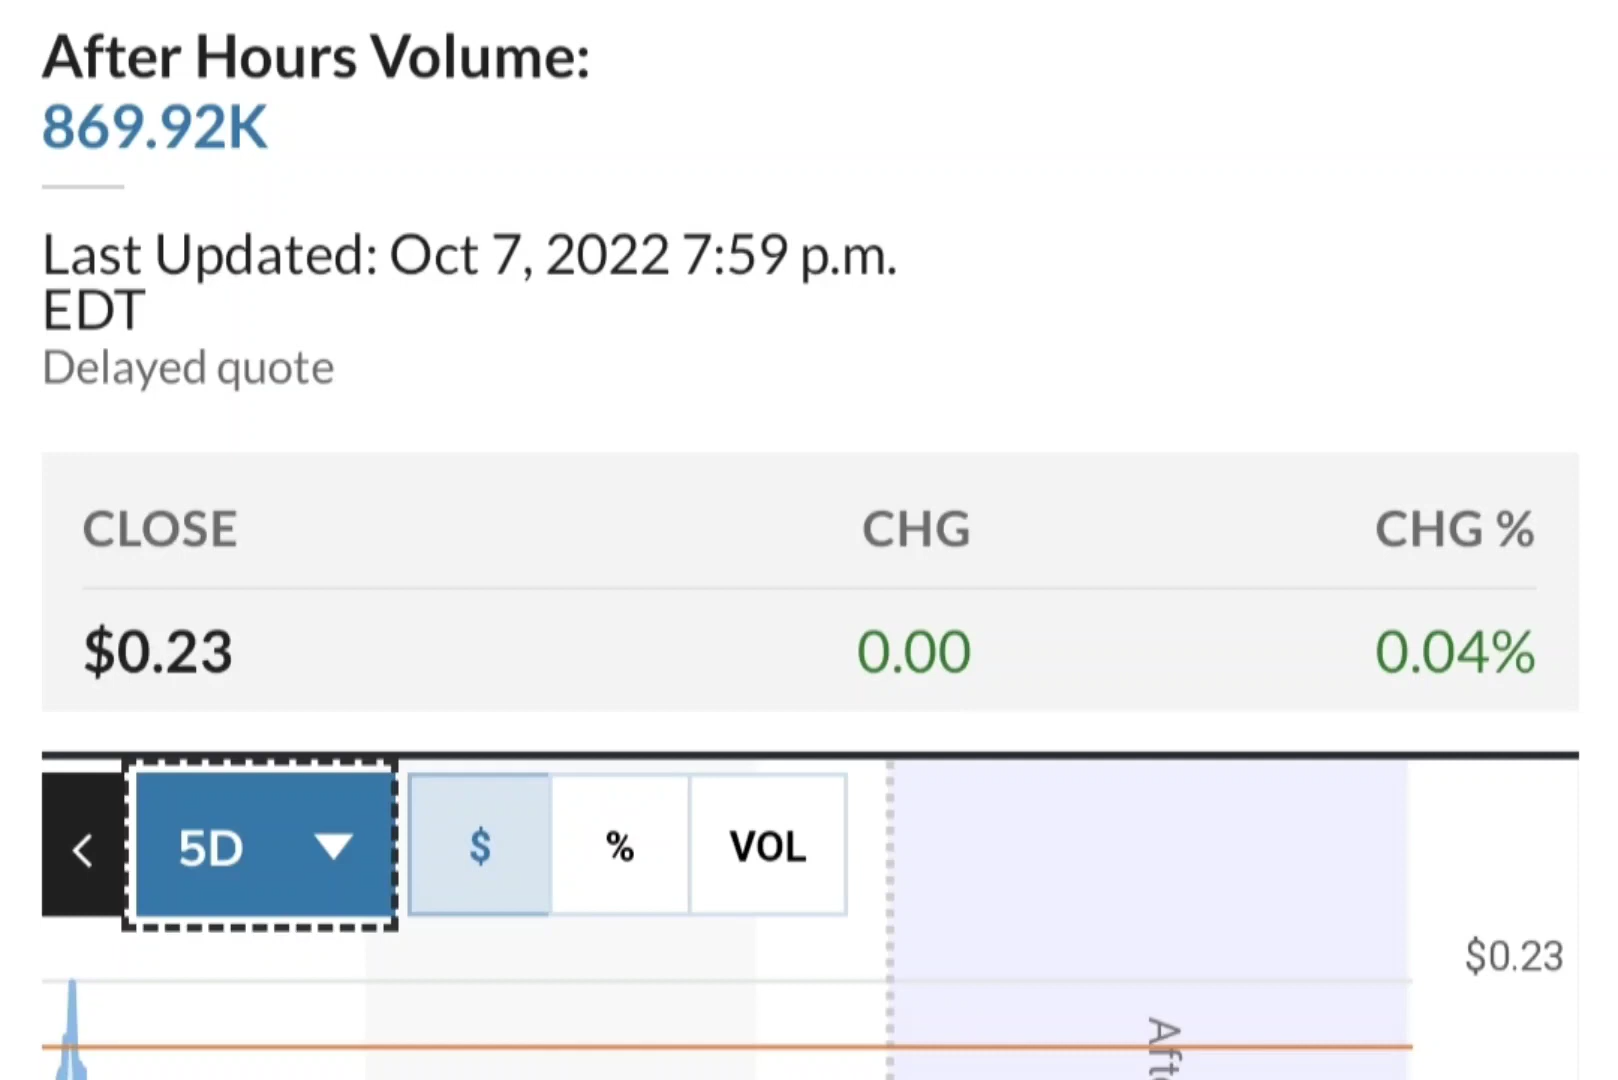 After Hours Volume:
869.92K
Last Updated: Oct 7, 2022 7:59 p.m.
EDT
Delayed quote
CLOSE CHG CHG %
$0.23 0.00 0.04%
5D $ % VOL
$0.23